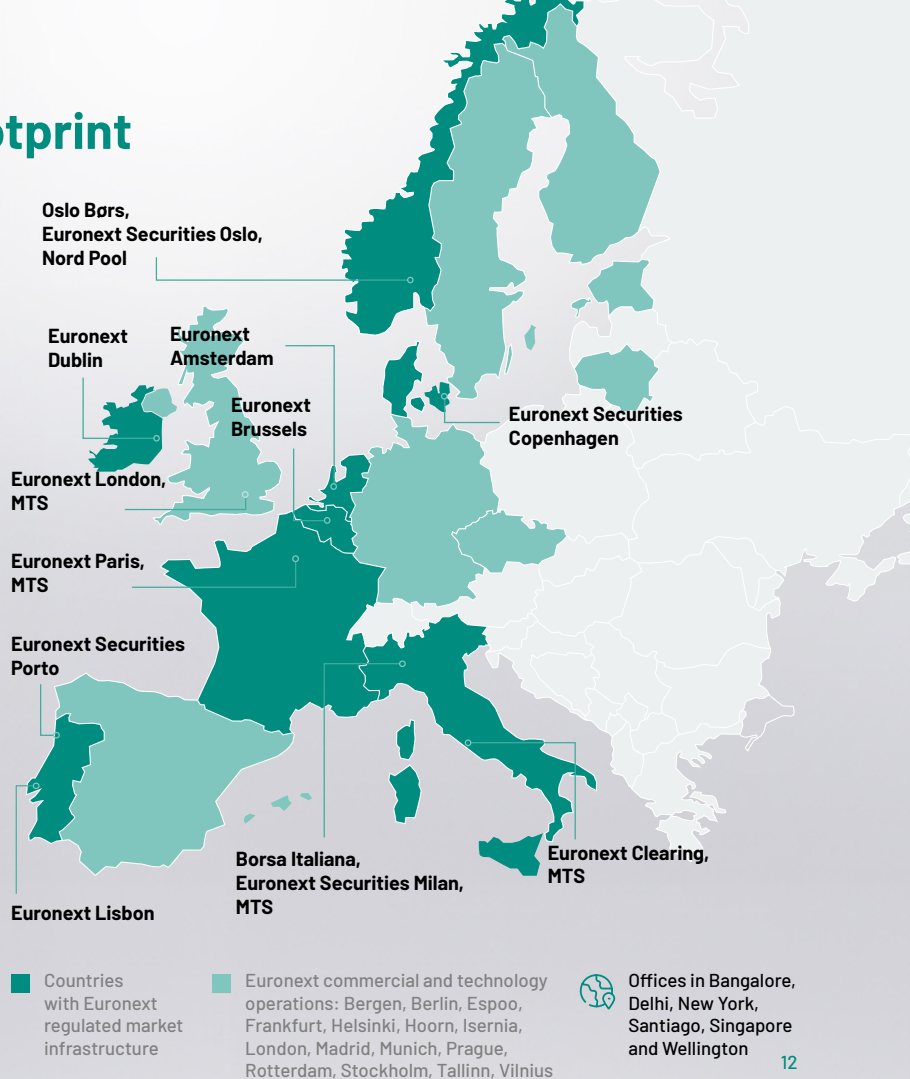 otprint
Oslo Børs,
Euronext Securities Oslo,
Nord Pool
Euronext
Dublin
Euronext
Amsterdam
Euronext
Brussels
Euronext Securities
Copenhagen
Euronext London,
MTS
Euronext Paris,
MTS
Euronext Securities
Porto
Borsa Italiana,
Euronext Securities Milan,
MTS
Euronext Clearing,
MTS
Euronext Lisbon
Countries
with Euronext
regulated market
infrastructure
Euronext commercial and technology
operations: Bergen, Berlin, Espoo,
Frankfurt, Helsinki, Hoorn, Isernia,
London, Madrid, Munich, Prague,
Rotterdam, Stockholm, Tallinn, Vilnius
Offices in Bangalore,
Delhi, New York,
Santiago, Singapore
and Wellington
12